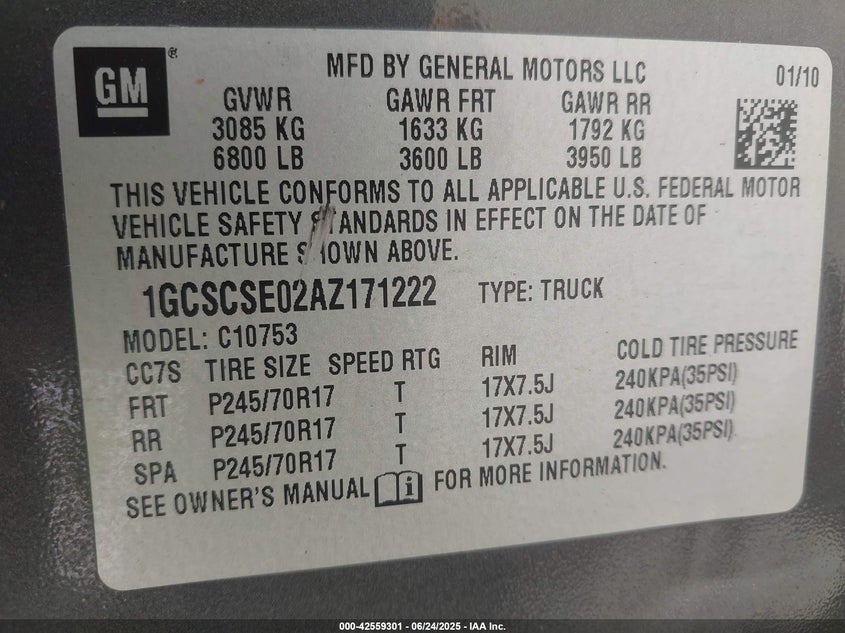 GM ®
MFD BY GENERAL MOTORS LLC 01/10
GVWR GAWR FRT GAWR RR
3085 KG 1633 KG 1792 KG
6800 LB 3600 LB 3950 LB
THIS VEHICLE CONFORMS TO ALL APPLICABLE U.S. FEDERAL MOTOR
VEHICLE SAFETY STANDARDS IN EFFECT ON THE DATE OF
MANUFACTURE SHOWN ABOVE.
1GCSCSE02AZ171222 TYPE: TRUCK
MODEL: C10753
CC7S TIRE SIZE SPEED RTG RIM COLD TIRE PRESSURE
FRT P245/70R17 T 17X7.5J 240KPA(35PSI)
RR P245/70R17 T 17X7.5J 240KPA(35PSI)
SPA P245/70R17 T 17X7.5J 240KPA(35PSI)
SEE OWNER'S MANUAL i FOR MORE INFORMATION.
000-42559301 - 06/24/2025 - IAA Inc.